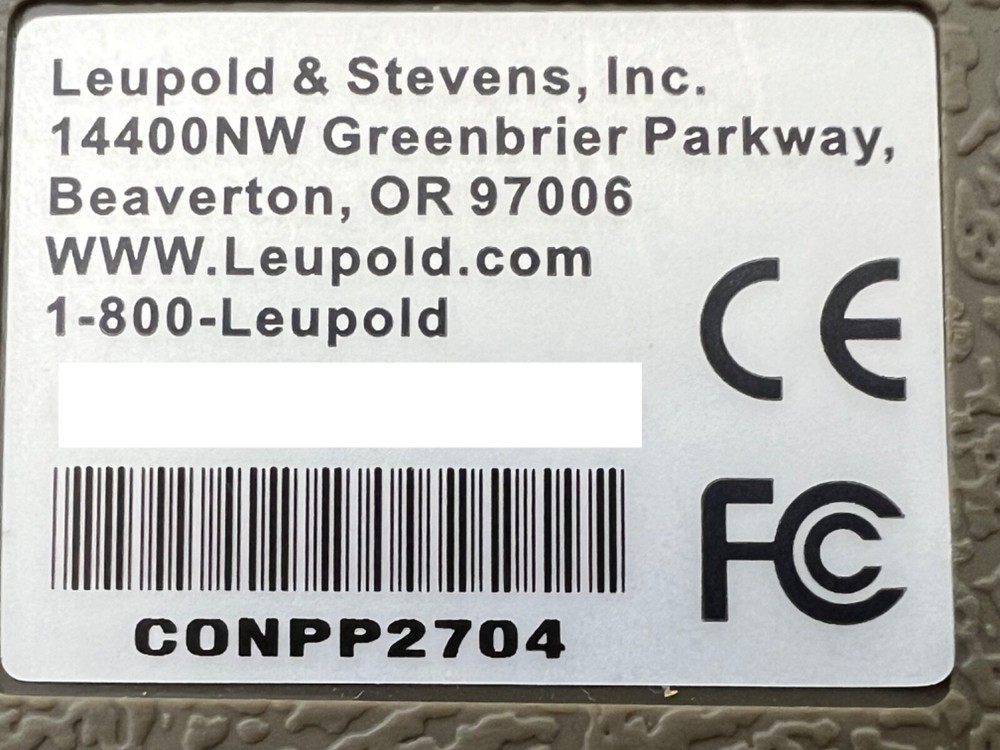 Leupold & Stevens, Inc.
14400NW Greenbrier Parkway,
Beaverton, OR 97006
WWW.Leupold.com
1-800-Leupold
CE
FC
CONPP2704